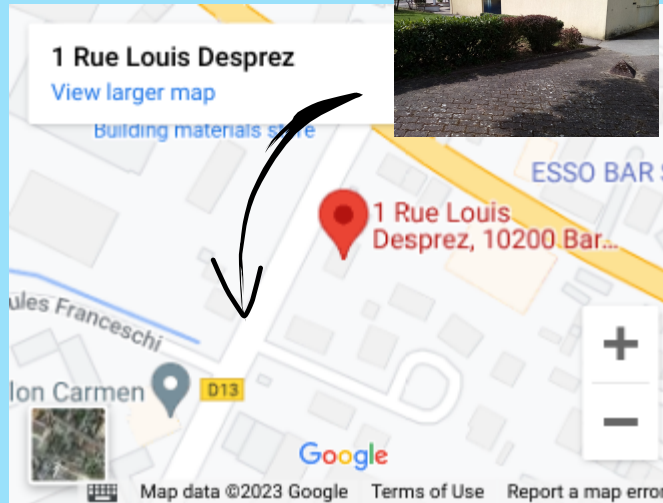 1 Rue Louis Desprez
View larger map
Building materials store
ESSO BAR
1 Rue Louis
Desprez, 10200 Bar...
ules Franceschi
lon Carmen
D13
+
−
Google
Map data ©2023 Google Terms of Use Report a map error